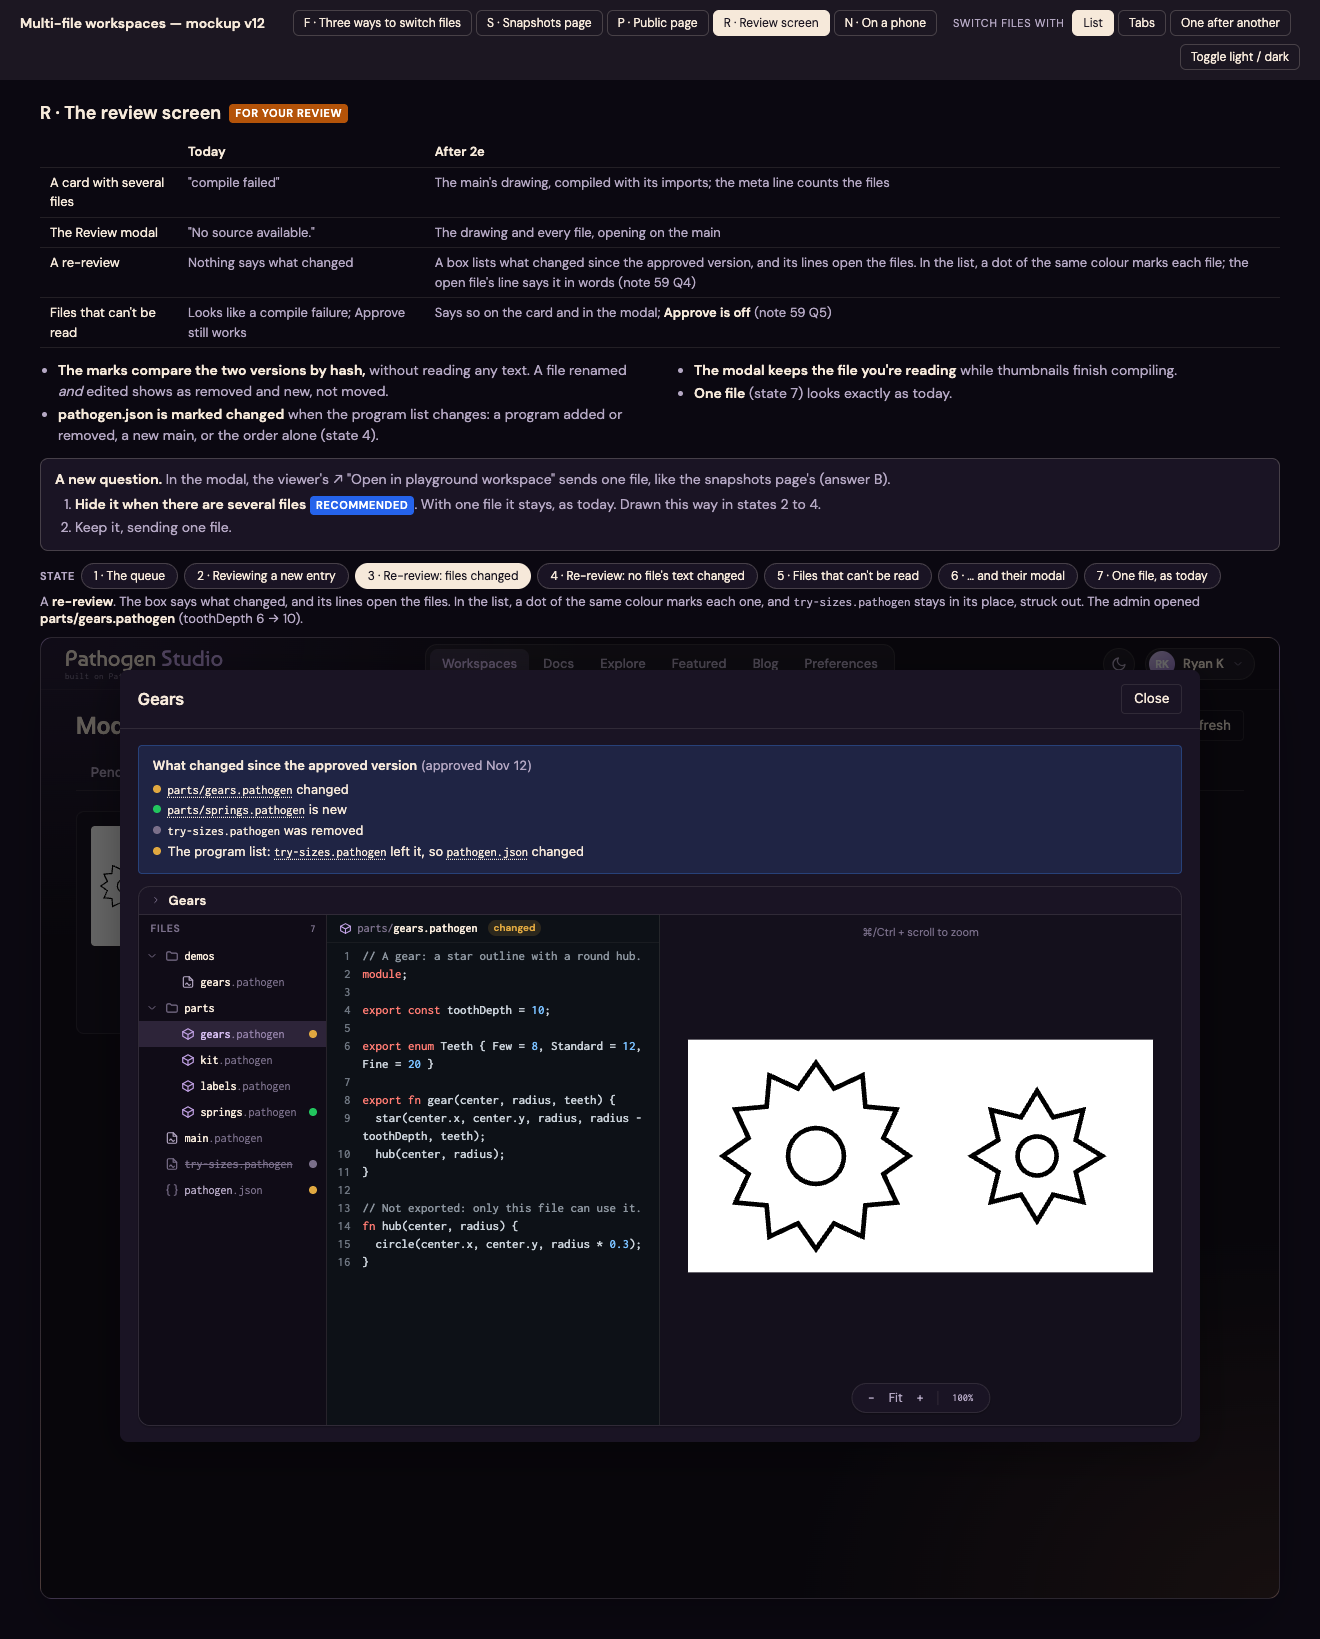 Multi-file workspaces — mockup v12
F · Three ways to switch files
S · Snapshots page
P · Public page
R · Review screen
N · On a phone
SWITCH FILES WITH
List
Tabs
One after another
Toggle light / dark
R · The review screen FOR YOUR REVIEW
Today After 2e
A card with several files "compile failed" The main's drawing, compiled with its imports; the meta line counts the files
The Review modal "No source available." The drawing and every file, opening on the main
A re-review Nothing says what changed A box lists what changed since the approved version, and its lines open the files. In the list, a dot of the same colour marks each file; the
open file's line says it in words (note 59 Q4)
Files that can't be read Looks like a compile failure; Approve still works Says so on the card and in the modal; Approve is off (note 59 Q5)
• The marks compare the two versions by hash, without reading any text. A file renamed
and edited shows as removed and new, not moved.
• pathogen.json is marked changed when the program list changes: a program added or
removed, a new main, or the order alone (state 4).
• The modal keeps the file you're reading while thumbnails finish compiling.
• One file (state 7) looks exactly as today.
A new question. In the modal, the viewer's ↗ "Open in playground workspace" sends one file, like the snapshots page's (answer B).
1. Hide it when there are several files RECOMMENDED. With one file it stays, as today. Drawn this way in states 2 to 4.
2. Keep it, sending one file.
STATE
1 · The queue
2 · Reviewing a new entry
3 · Re-review: files changed
4 · Re-review: no file's text changed
5 · Files that can't be read
6 · … and their modal
7 · One file, as today
A re-review. The box says what changed, and its lines open the files. In the list, a dot of the same colour marks each one, and try-sizes.pathogen stays in its place, struck out. The admin opened
parts/gears.pathogen (toothDepth 6 → 10).
Pathogen Studio
built on Pa
Workspaces
Docs
Explore
Featured
Blog
Preferences
RK Ryan K
Mod
fresh
Pend
Gears
Close
What changed since the approved version (approved Nov 12)
parts/gears.pathogen changed
parts/springs.pathogen is new
try-sizes.pathogen was removed
The program list: try-sizes.pathogen left it, so pathogen.json changed
Gears
FILES 7
demos
gears.pathogen
parts
gears.pathogen
kit.pathogen
labels.pathogen
springs.pathogen
main.pathogen
try-sizes.pathogen
{} pathogen.json
parts/gears.pathogen changed
1 // A gear: a star outline with a round hub.
2 module;
3
4 export const toothDepth = 10;
5
6 export enum Teeth { Few = 8, Standard = 12,
Fine = 20 }
7
8 export fn gear(center, radius, teeth) {
9 star(center.x, center.y, radius, radius -
toothDepth, teeth);
10 hub(center, radius);
11 }
12
13 // Not exported: only this file can use it.
14 fn hub(center, radius) {
15 circle(center.x, center.y, radius * 0.3);
16 }
⌘/Ctrl + scroll to zoom
− Fit + 100%